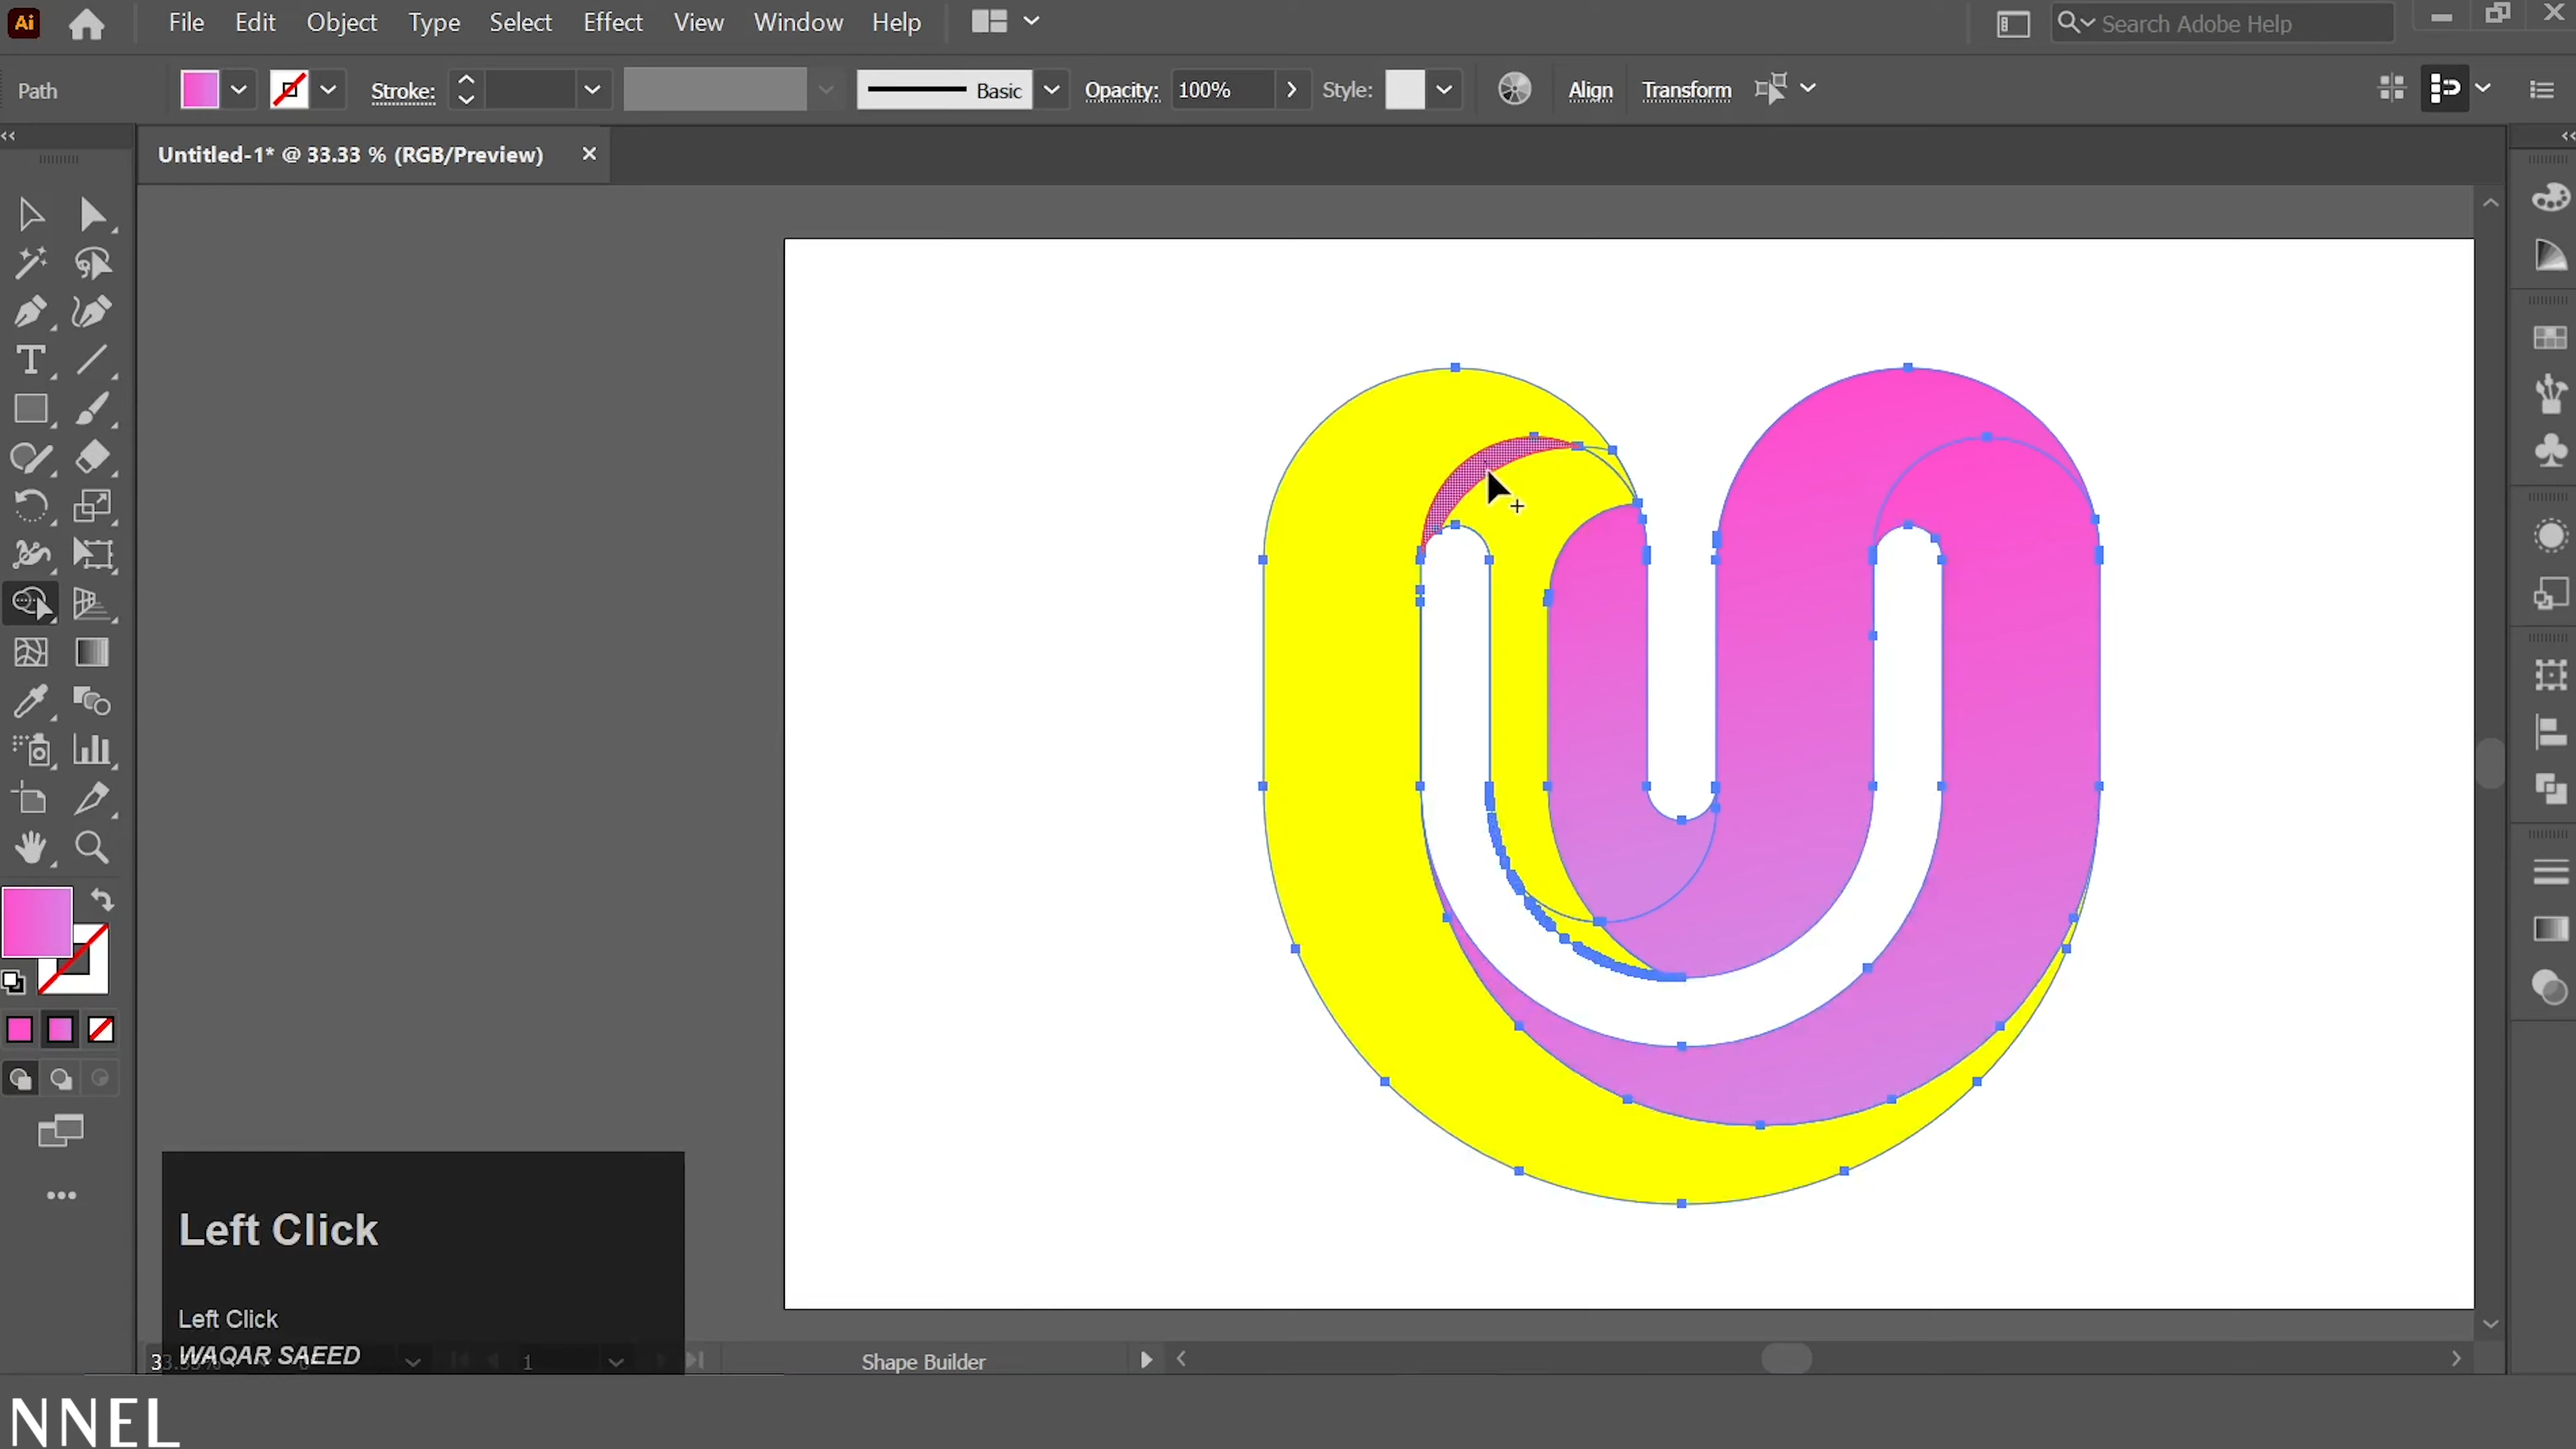 Ai File Edit Object Type Select Effect View Window Help Search Adobe Help
Path Stroke: Basic Opacity: 100% Style: Align Transform
Untitled-1* @ 33.33 % (RGB/Preview)
Left Click
Left Click
WAQAR SAEED
1 Shape Builder
NNEL